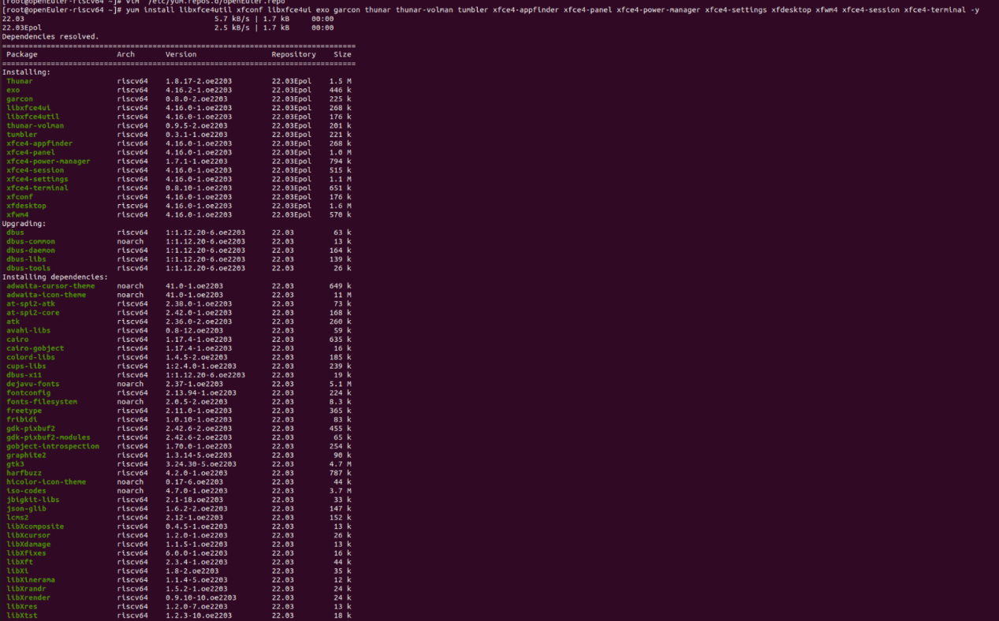 [root@openEuler-riscv64 ~]# vim /etc/yum.repos.d/openEuler.repo
[root@openEuler-riscv64 ~]# yum install libxfce4util xfconf libxfce4ui exo garcon thunar thunar-volman tumbler xfce4-appfinder xfce4-panel xfce4-power-manager xfce4-settings xfdesktop xfwm4 xfce4-session xfce4-terminal -y
22.03 5.7 kB/s | 1.7 kB 00:00
22.03Epol 2.5 kB/s | 1.7 kB 00:00
Dependencies resolved.
================================================================================
Package Arch Version Repository Size
================================================================================
Installing:
Thunar riscv64 1.8.17-2.oe2203 22.03Epol 1.5 M
exo riscv64 4.16.2-1.oe2203 22.03Epol 446 k
garcon riscv64 0.8.0-2.oe2203 22.03Epol 225 k
libxfce4ui riscv64 4.16.0-1.oe2203 22.03Epol 268 k
libxfce4util riscv64 4.16.0-1.oe2203 22.03Epol 176 k
thunar-volman riscv64 0.9.5-2.oe2203 22.03Epol 201 k
tumbler riscv64 0.3.1-1.oe2203 22.03Epol 221 k
xfce4-appfinder riscv64 4.16.0-1.oe2203 22.03Epol 268 k
xfce4-panel riscv64 4.16.0-1.oe2203 22.03Epol 1.0 M
xfce4-power-manager riscv64 1.7.1-1.oe2203 22.03Epol 794 k
xfce4-session riscv64 4.16.0-1.oe2203 22.03Epol 515 k
xfce4-settings riscv64 4.16.0-1.oe2203 22.03Epol 1.1 M
xfce4-terminal riscv64 0.8.10-1.oe2203 22.03Epol 651 k
xfconf riscv64 4.16.0-1.oe2203 22.03Epol 176 k
xfdesktop riscv64 4.16.0-1.oe2203 22.03Epol 1.6 M
xfwm4 riscv64 4.16.0-1.oe2203 22.03Epol 570 k
Upgrading:
dbus riscv64 1:1.12.20-6.oe2203 22.03 63 k
dbus-common noarch 1:1.12.20-6.oe2203 22.03 13 k
dbus-daemon riscv64 1:1.12.20-6.oe2203 22.03 164 k
dbus-libs riscv64 1:1.12.20-6.oe2203 22.03 139 k
dbus-tools riscv64 1:1.12.20-6.oe2203 22.03 26 k
Installing dependencies:
adwaita-cursor-theme noarch 41.0-1.oe2203 22.03 649 k
adwaita-icon-theme noarch 41.0-1.oe2203 22.03 11 M
at-spi2-atk riscv64 2.38.0-1.oe2203 22.03 73 k
at-spi2-core riscv64 2.42.0-1.oe2203 22.03 168 k
atk riscv64 2.36.0-2.oe2203 22.03 260 k
avahi-libs riscv64 0.8-12.oe2203 22.03 59 k
cairo riscv64 1.17.4-1.oe2203 22.03 635 k
cairo-gobject riscv64 1.17.4-1.oe2203 22.03 16 k
colord-libs riscv64 1.4.5-2.oe2203 22.03 185 k
cups-libs riscv64 1:2.4.0-1.oe2203 22.03 239 k
dbus-x11 riscv64 1:1.12.20-6.oe2203 22.03 19 k
dejavu-fonts noarch 2.37-1.oe2203 22.03 5.1 M
fontconfig riscv64 2.13.94-1.oe2203 22.03 224 k
fonts-filesystem noarch 2.0.5-2.oe2203 22.03 8.3 k
freetype riscv64 2.11.0-1.oe2203 22.03 365 k
fribidi riscv64 1.0.10-1.oe2203 22.03 83 k
gdk-pixbuf2 riscv64 2.42.6-2.oe2203 22.03 455 k
gdk-pixbuf2-modules riscv64 2.42.6-2.oe2203 22.03 65 k
gobject-introspection riscv64 1.70.0-1.oe2203 22.03 254 k
graphite2 riscv64 1.3.14-5.oe2203 22.03 90 k
gtk3 riscv64 3.24.30-5.oe2203 22.03 4.7 M
harfbuzz riscv64 4.2.0-1.oe2203 22.03 787 k
hicolor-icon-theme noarch 0.17-6.oe2203 22.03 44 k
iso-codes noarch 4.7.0-1.oe2203 22.03 3.7 M
jbigkit-libs riscv64 2.1-18.oe2203 22.03 33 k
json-glib riscv64 1.6.2-2.oe2203 22.03 147 k
lcms2 riscv64 2.12-1.oe2203 22.03 152 k
libXcomposite riscv64 0.4.5-1.oe2203 22.03 13 k
libXcursor riscv64 1.2.0-1.oe2203 22.03 26 k
libXdamage riscv64 1.1.5-1.oe2203 22.03 13 k
libXfixes riscv64 6.0.0-1.oe2203 22.03 16 k
libXft riscv64 2.3.4-1.oe2203 22.03 44 k
libXi riscv64 1.8-2.oe2203 22.03 35 k
libXinerama riscv64 1.1.4-5.oe2203 22.03 12 k
libXrandr riscv64 1.5.2-1.oe2203 22.03 24 k
libXrender riscv64 0.9.10-10.oe2203 22.03 24 k
libXres riscv64 1.2.0-7.oe2203 22.03 13 k
libXtst riscv64 1.2.3-10.oe2203 22.03 18 k